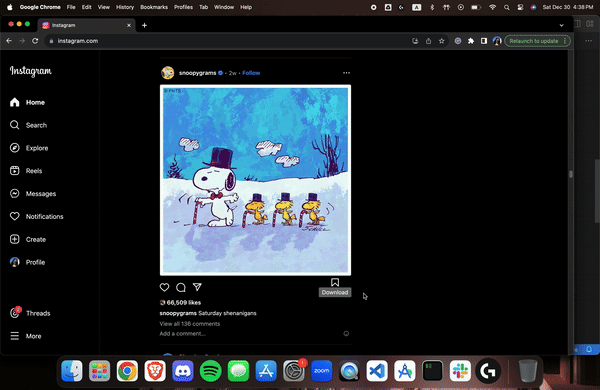 Google Chrome File Edit View History Bookmarks Profiles Tab Window Help Sat Dec 30 4:38 PM
Instagram
instagram.com Relaunch to update
Instagram
snoopygrams • 2w • Follow
Home
Search
Explore
Reels
Messages
Notifications
Create
Profile
Download
66,509 likes
snoopygrams Saturday shenanigans
View all 136 comments
Add a comment...
Threads
More
zoom